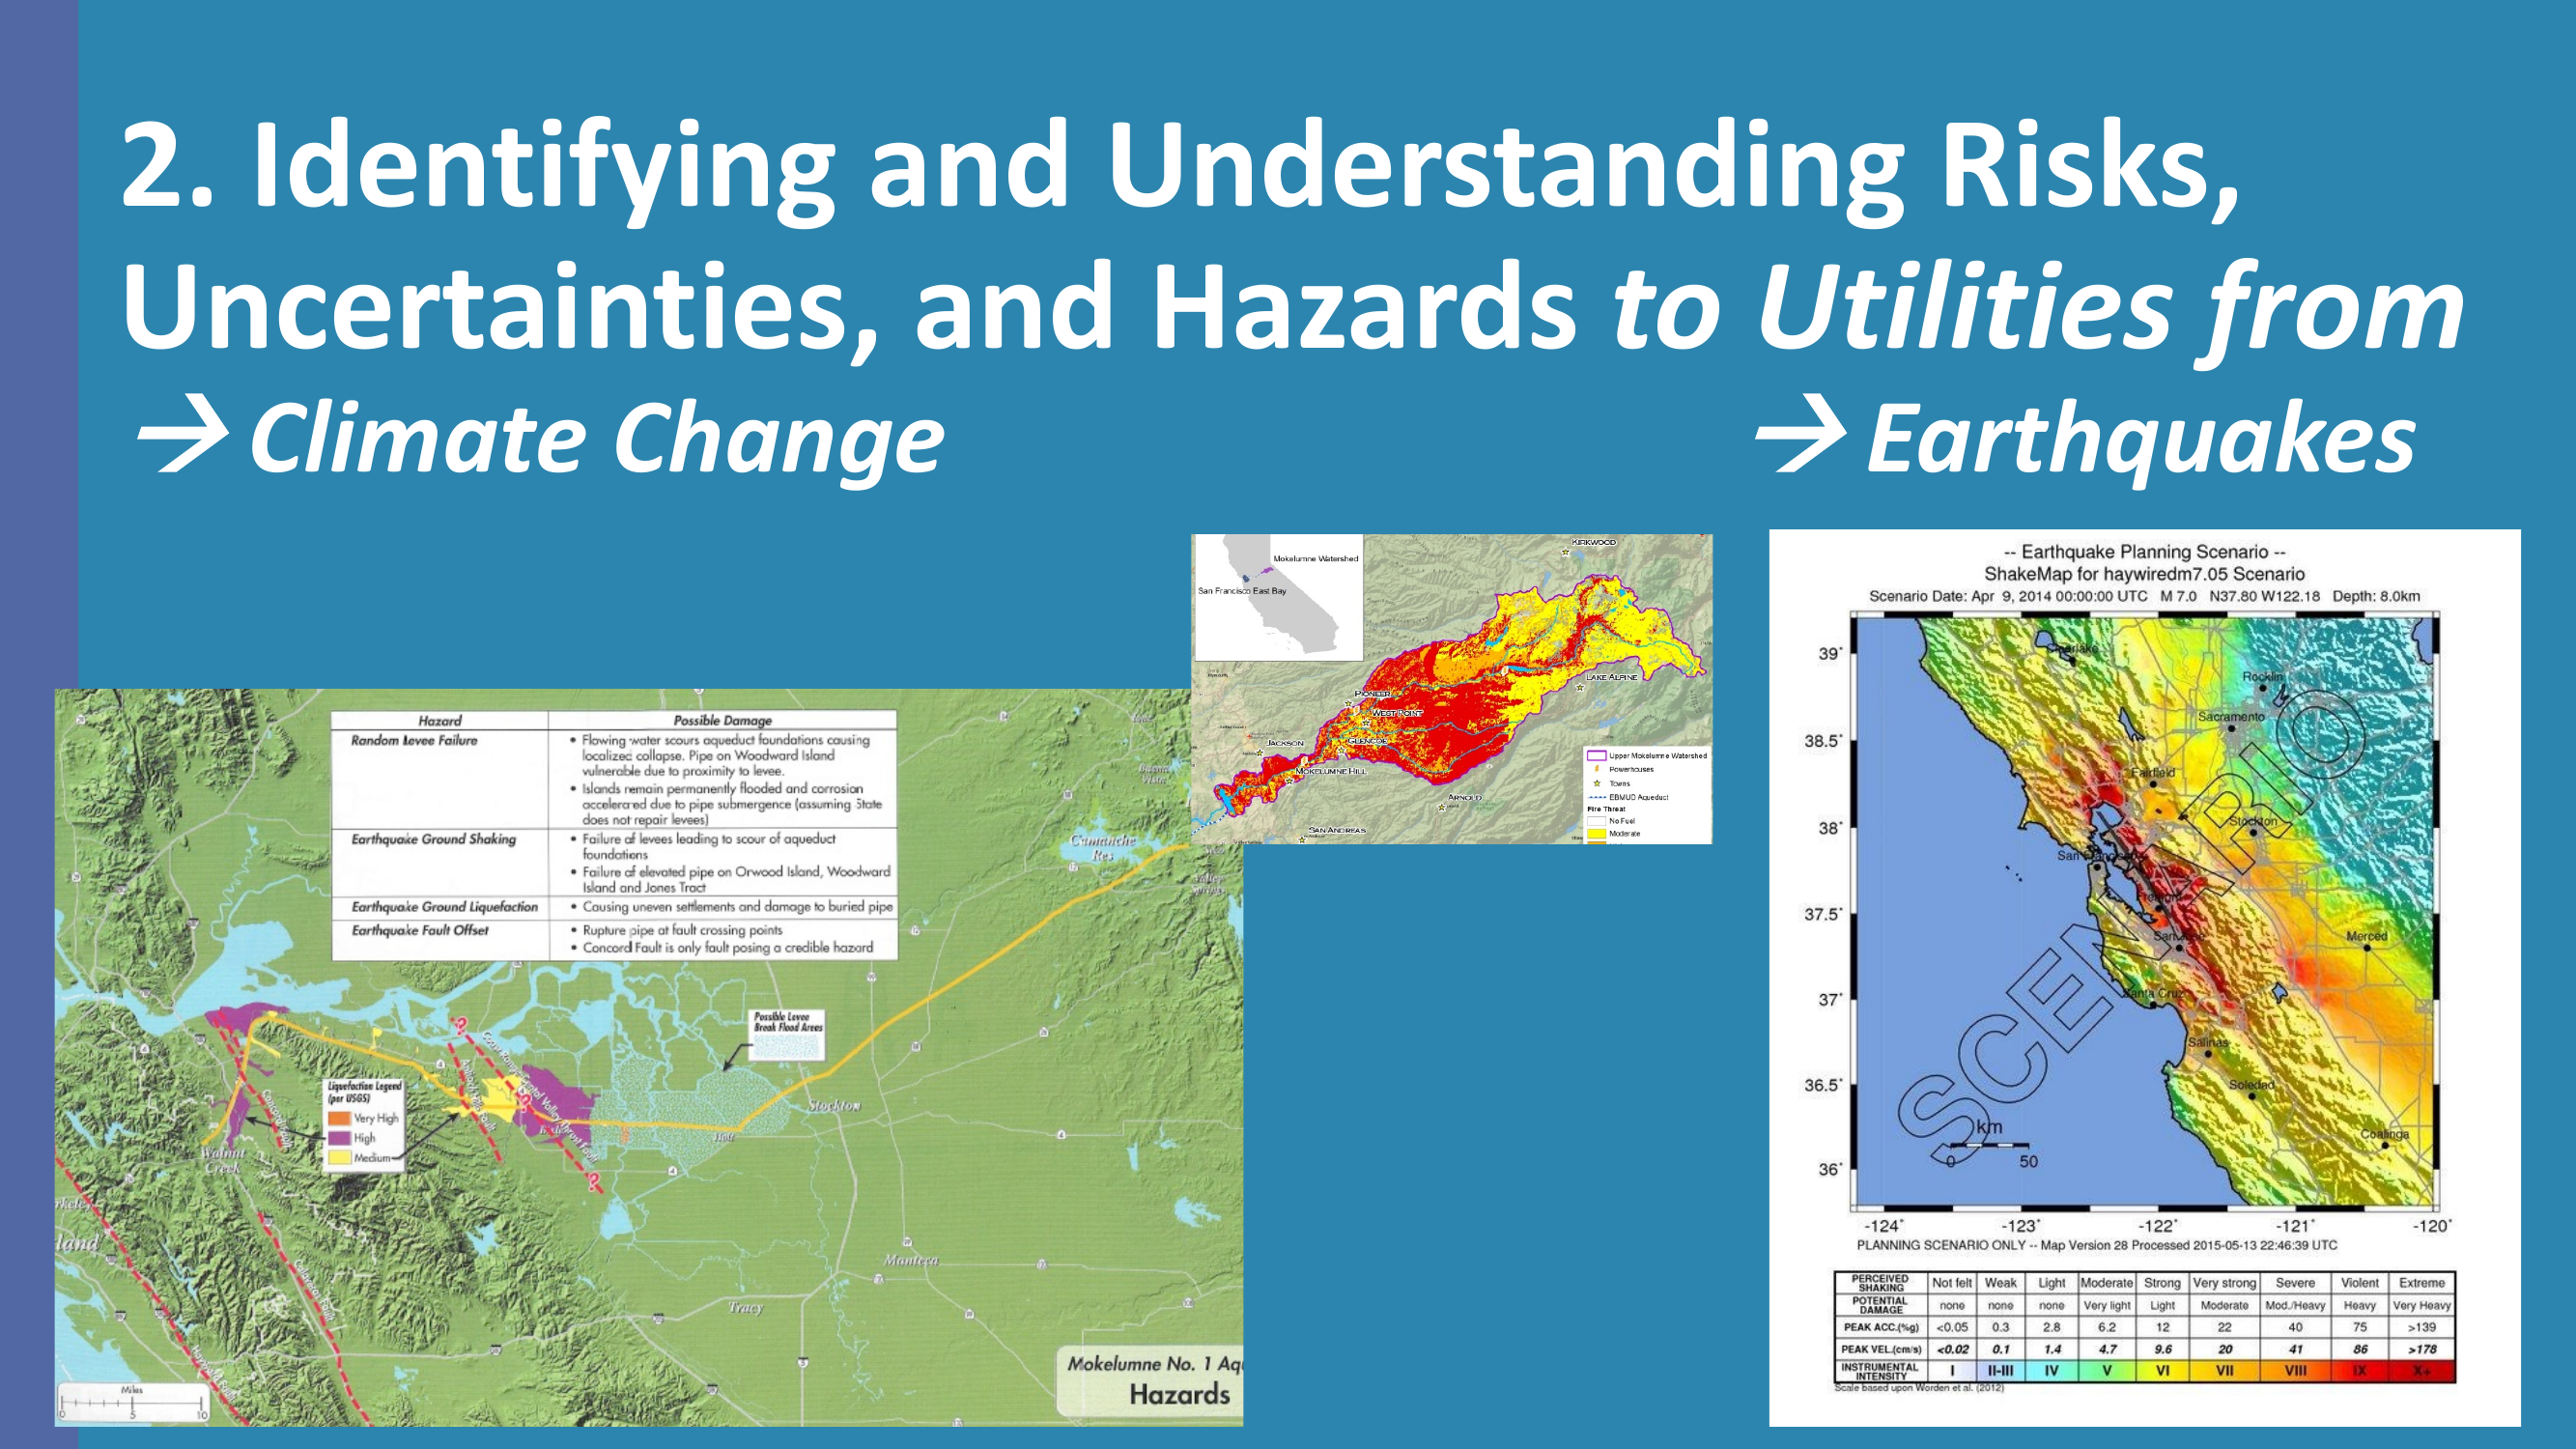 2. Identifying and Understanding Risks,
Uncertainties, and Hazards to Utilities from
→ Climate Change → Earthquakes
Hazard Possible Damage
Random Levee Failure
• Flowing water scours aqueduct foundations causing
localized collapse. Pipe on Woodward Island
vulnerable due to proximity to levee.
• Islands remain permanently flooded and corrosion
accelerated due to pipe submergence (assuming State
does not repair levees)
Earthquake Ground Shaking
• Failure of levees leading to scour of aqueduct
foundations
• Failure of elevated pipe on Orwood Island, Woodward
Island and Jones Tract
Earthquake Ground Liquefaction • Causing uneven settlements and damage to buried pipe
Earthquake Fault Offset • Rupture pipe at fault crossing points
• Concord Fault is only fault posing a credible hazard
Camanche
Res
Valley
Springs
Possible Levee
Break Flood Areas
Liquefaction Legend
(per USGS)
Very High
High
Medium
Walnut
Creek
Stockton
Holt
Manteca
Tracy
land
Miles
0 5 10
Mokelumne No. 1 Aqu
Hazards
Mokelumne Watershed
San Francisco East Bay
KIRKWOOD
LAKE ALPINE
PIONEER
WEST POINT
GLENCOE
JACKSON
MOKELUMNE HILL
ARNOLD
SAN ANDREAS
Upper Mokelumne Watershed
Powerhouses
Towns
EBMUD Aqueduct
Fire Threat
No Fuel
Moderate
-- Earthquake Planning Scenario --
ShakeMap for haywiredm7.05 Scenario
Scenario Date: Apr 9, 2014 00:00:00 UTC M 7.0 N37.80 W122.18 Depth: 8.0km
39°
38.5°
38°
37.5°
37°
36.5°
36°
Clearlake
Rocklin
Sacramento
Fairfield
Stockton
San Francisco
Fremont
Merced
Santa Cruz
Salinas
Soledad
Coalinga
SCENARIO
km
0 50
-124° -123° -122° -121° -120°
PLANNING SCENARIO ONLY -- Map Version 28 Processed 2015-05-13 22:46:39 UTC
PERCEIVED SHAKING Not felt Weak Light Moderate Strong Very strong Severe Violent Extreme
POTENTIAL DAMAGE none none none Very light Light Moderate Mod./Heavy Heavy Very Heavy
PEAK ACC.(%g) <0.05 0.3 2.8 6.2 12 22 40 75 >139
PEAK VEL.(cm/s) <0.02 0.1 1.4 4.7 9.6 20 41 86 >178
INSTRUMENTAL INTENSITY I II-III IV V VI VII VIII IX X+
Scale based upon Worden et al. (2012)